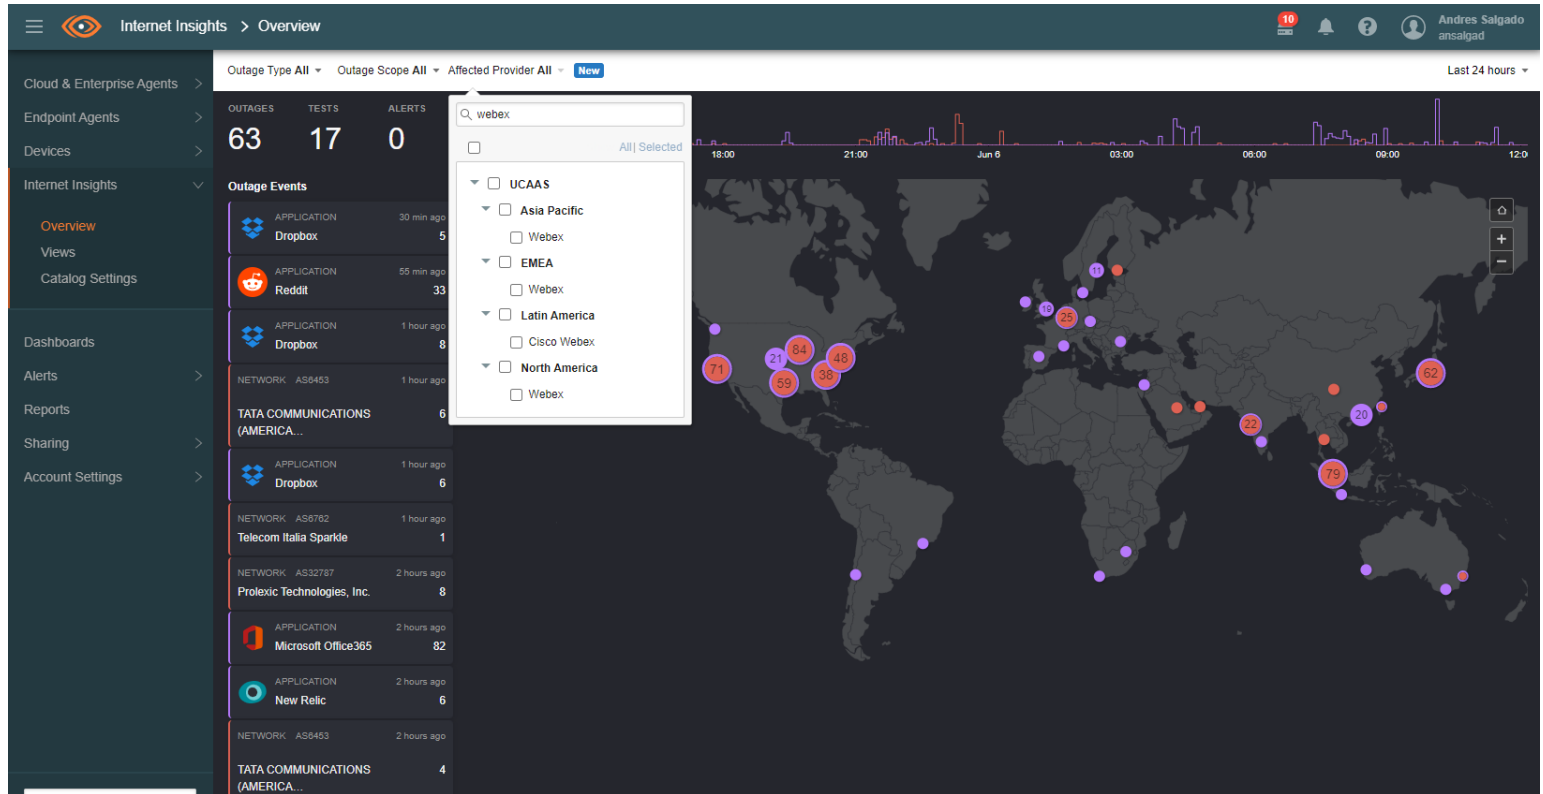 Internet Insights > Overview
10
Andres Salgado
ansalgad
Cloud & Enterprise Agents
Endpoint Agents
Devices
Internet Insights
Overview
Views
Catalog Settings
Dashboards
Alerts
Reports
Sharing
Account Settings
Outage Type All
Outage Scope All
Affected Provider All
New
Last 24 hours
OUTAGES TESTS ALERTS
63 17 0
Outage Events
APPLICATION 30 min ago
Dropbox 5
APPLICATION 55 min ago
Reddit 33
APPLICATION 1 hour ago
Dropbox 8
NETWORK AS6453 1 hour ago
TATA COMMUNICATIONS 6
(AMERICA...
APPLICATION 1 hour ago
Dropbox 6
NETWORK AS6762 1 hour ago
Telecom Italia Sparkle 1
NETWORK AS32787 2 hours ago
Prolexic Technologies, Inc. 8
APPLICATION 2 hours ago
Microsoft Office365 82
APPLICATION 2 hours ago
New Relic 6
NETWORK AS6453 2 hours ago
TATA COMMUNICATIONS 4
(AMERICA...
webex
All | Selected
UCAAS
Asia Pacific
Webex
EMEA
Webex
Latin America
Cisco Webex
North America
Webex
18:00 21:00 Jun 6 03:00 06:00 09:00 12:0
+
−
11
19
25
84
21
48
71
59
38
62
20
22
79